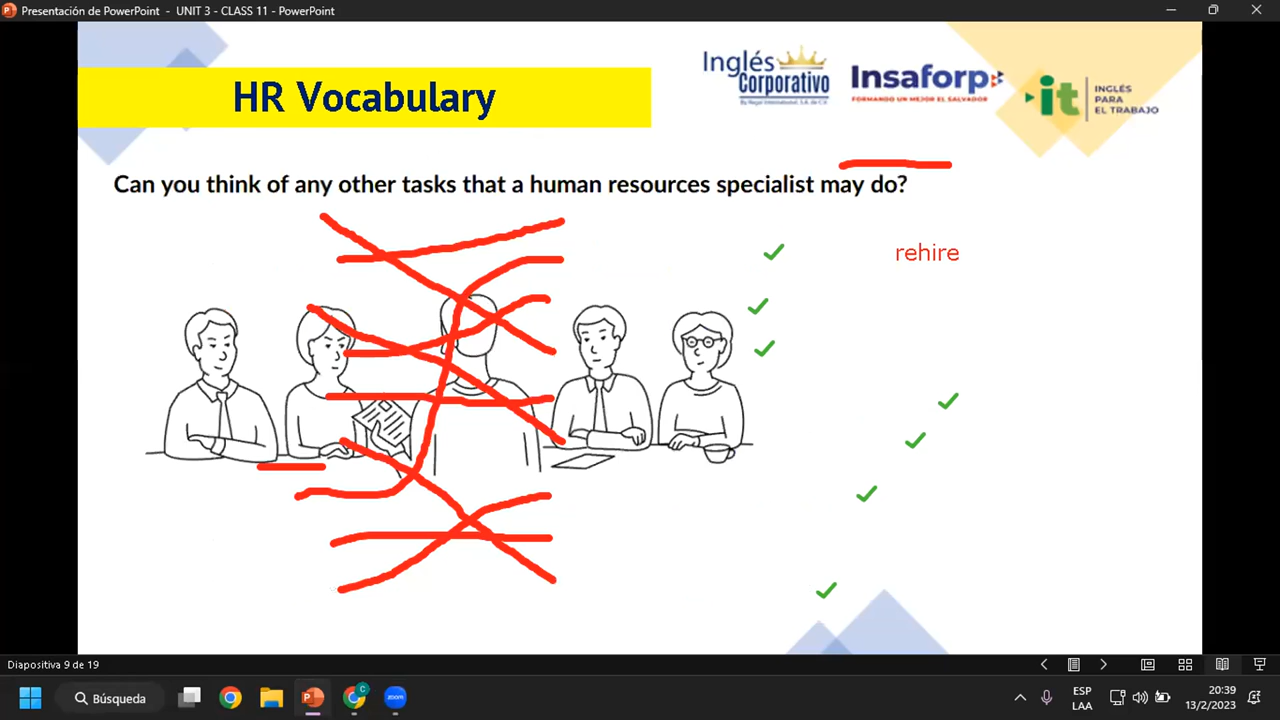 Presentación de PowerPoint - UNIT 3 - CLASS 11 - PowerPoint
HR Vocabulary
Inglés
Corporativo
By Regal International, S.A. de C.V.
Insaforp
FORMANDO UN MEJOR EL SALVADOR
it
INGLÉS
PARA
EL TRABAJO
Can you think of any other tasks that a human resources specialist may do?
rehire
Diapositiva 9 de 19
Búsqueda
zoom
C
ESP
LAA
20:39
13/2/2023